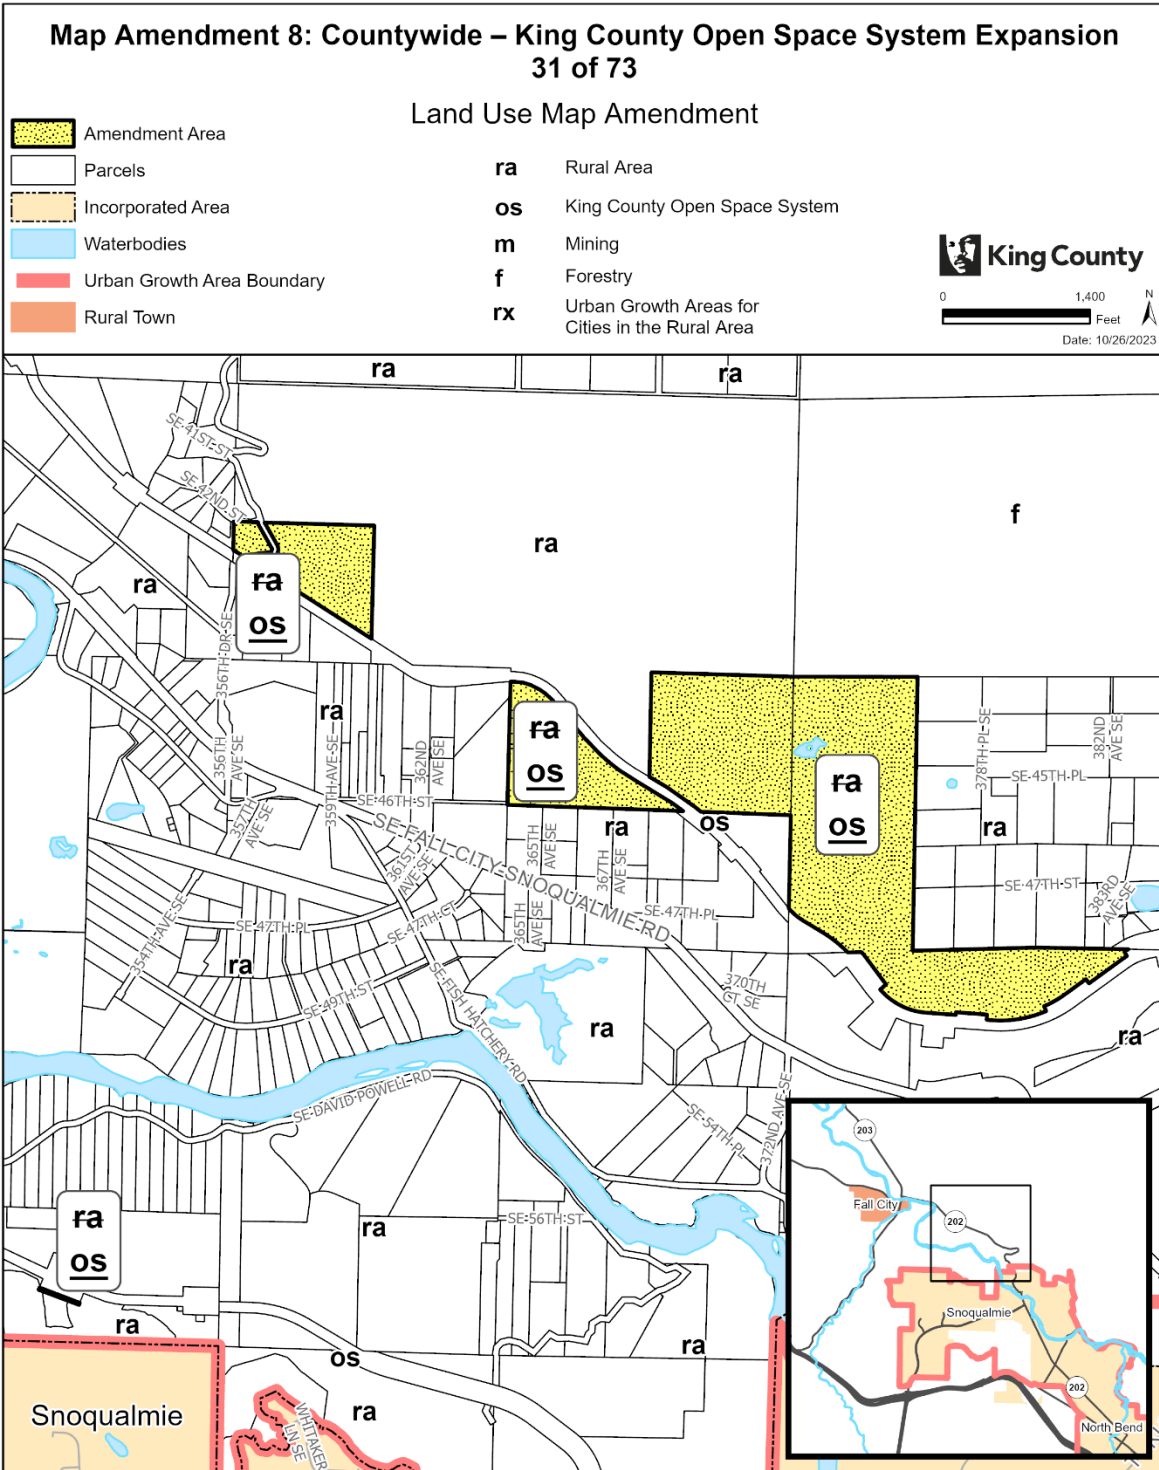 Map Amendment 8: Countywide – King County Open Space System Expansion
31 of 73
Land Use Map Amendment
Amendment Area
Parcels
Incorporated Area
Waterbodies
Urban Growth Area Boundary
Rural Town
ra Rural Area
os King County Open Space System
m Mining
f Forestry
rx Urban Growth Areas for
Cities in the Rural Area
King County
0 1,400
Feet
N
Date: 10/26/2023
ra
ra
SE 41ST ST
SE 42ND ST
f
ra
ra
ra
os
356TH DR SE
ra
ra
os
ra
359TH AVE SE
362ND
AVE SE
356TH
AVE SE
357TH
AVE SE
SE 46TH ST
SE FALL CITY-SNOQUALMIE RD
361ST
AVE SE
365TH
AVE SE
ra
367TH
AVE SE
os
ra
os
378TH PL SE
382ND
AVE SE
SE 45TH PL
ra
SE 47TH ST
383RD
AVE SE
354TH AVE SE
SE 47TH PL
SE 47TH CT
365TH
AVE SE
SE 47TH PL
ra
SE 49TH ST
SE FISH HATCHERY RD
370TH
CT SE
ra
ra
SE DAVID POWELL RD
SE 54TH PL
372ND AVE SE
ra
os
ra
SE 56TH ST
ra
os
ra
Snoqualmie
ra
WHITAKER
LN SE
203
Fall City
202
Snoqualmie
202
North Bend